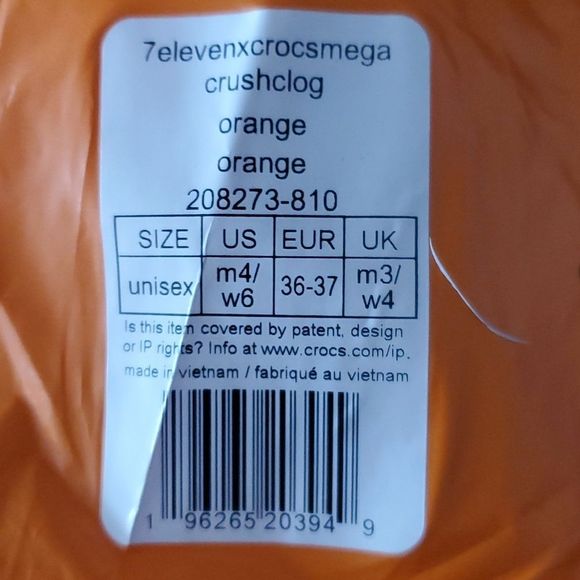 7elevenxcrocsmega
crushclog
orange
orange
208273-810
SIZE US EUR UK
unisex m4/ w6 36-37 m3/ w4
Is this item covered by patent, design
or IP rights? Info at www.crocs.com/ip.
made in vietnam / fabriqué au vietnam
1 96265 20394 9